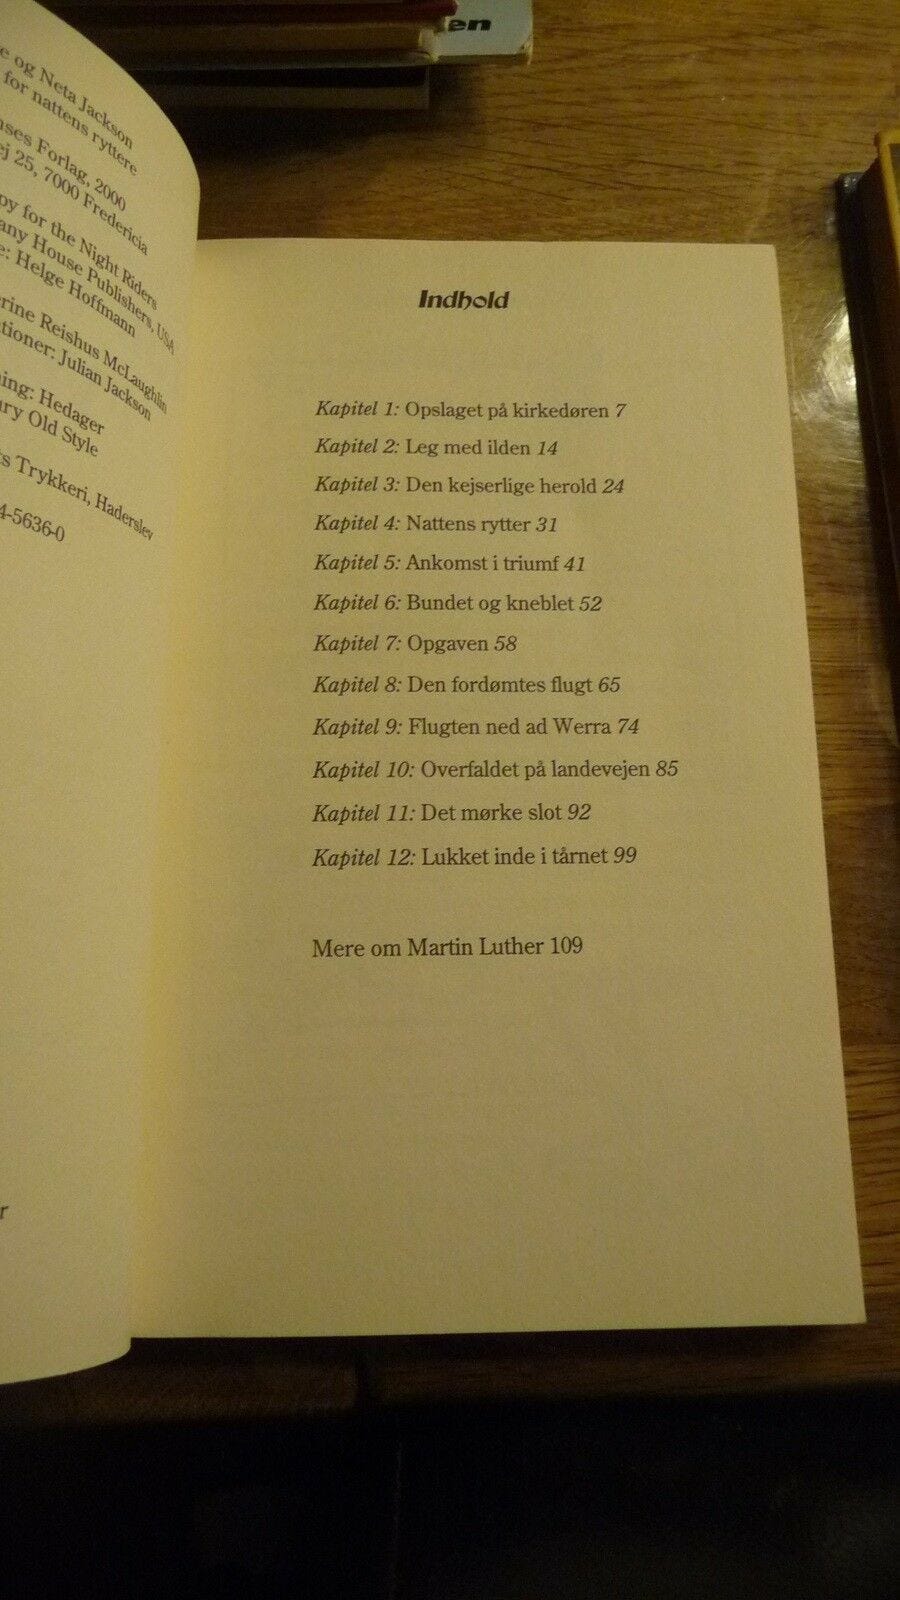 en
og Neta Jackson
for nattens ryttere
Forlag, 2000
25, 7000 Fredericia
for the Night Riders
House Publishers, USA
Helge Hoffmann
Reishus McLaughlin
Julian Jackson
Hedager
Old Style
Trykkeri, Haderslev
4-5636-0
r
Indhold
Kapitel 1: Opslaget på kirkedøren 7
Kapitel 2: Leg med ilden 14
Kapitel 3: Den kejserlige herold 24
Kapitel 4: Nattens rytter 31
Kapitel 5: Ankomst i triumf 41
Kapitel 6: Bundet og kneblet 52
Kapitel 7: Opgaven 58
Kapitel 8: Den fordømtes flugt 65
Kapitel 9: Flugten ned ad Werra 74
Kapitel 10: Overfaldet på landevejen 85
Kapitel 11: Det mørke slot 92
Kapitel 12: Lukket inde i tårnet 99
Mere om Martin Luther 109